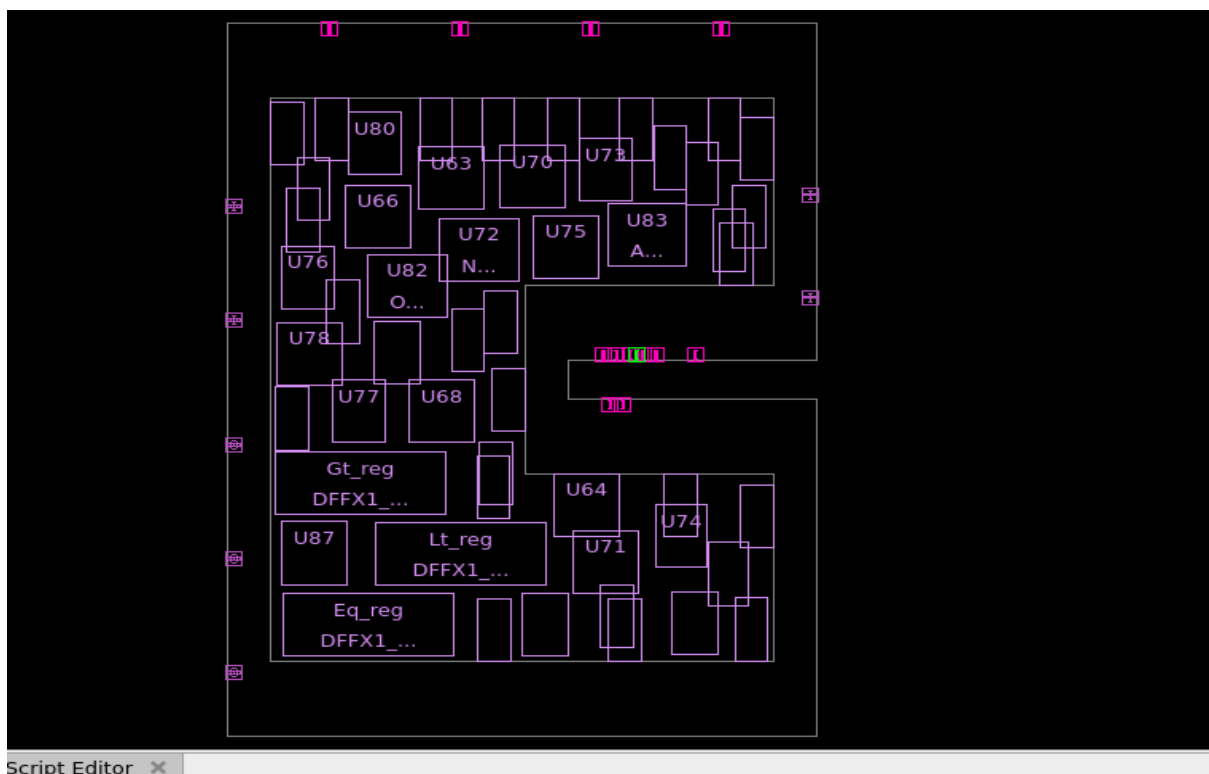 U80
U63
U70
U73
U66
U72
N...
U75
U83
A...
U76
U82
O...
U78
U77
U68
Gt_reg
DFFX1_...
U64
U74
U87
Lt_reg
DFFX1_...
U71
Eq_reg
DFFX1_...
Script Editor